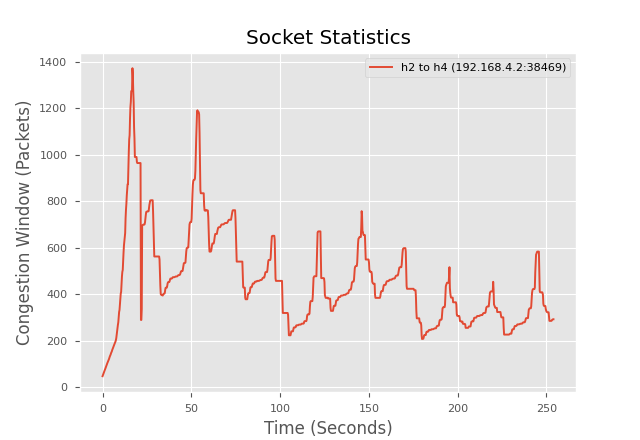 Socket Statistics
h2 to h4 (192.168.4.2:38469)
1400
1200
1000
800
600
400
200
0
Congestion Window (Packets)
0 50 100 150 200 250
Time (Seconds)